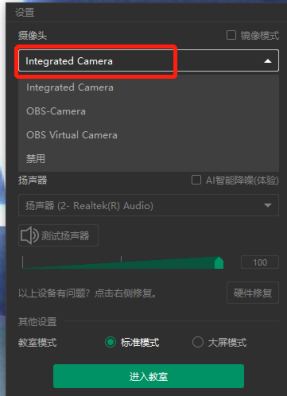 设置
摄像头 镜像模式
Integrated Camera
Integrated Camera
OBS-Camera
OBS Virtual Camera
禁用
扬声器 AI智能降噪(体验)
扬声器 (2- Realtek(R) Audio)
测试扬声器
100
以上设备有问题? 点击右侧修复。 硬件修复
其他设置
教室模式 标准模式 大屏模式
进入教室